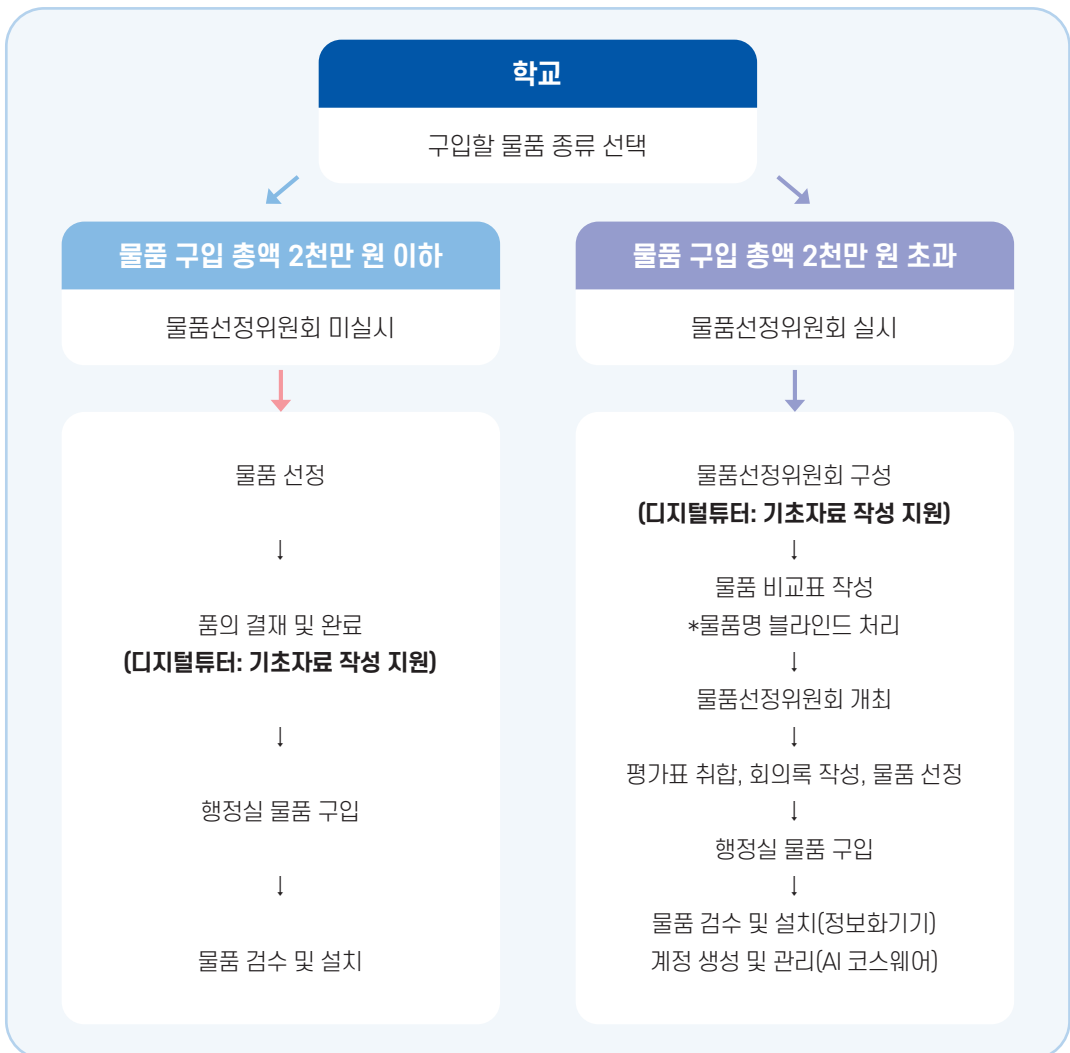 학교
구입할 물품 종류 선택
물품 구입 총액 2천만 원 이하
물품선정위원회 미실시
물품 선정
↓
품의 결재 및 완료
(디지털튜터: 기초자료 작성 지원)
↓
행정실 물품 구입
↓
물품 검수 및 설치
물품 구입 총액 2천만 원 초과
물품선정위원회 실시
물품선정위원회 구성
(디지털튜터: 기초자료 작성 지원)
↓
물품 비교표 작성
*물품명 블라인드 처리
↓
물품선정위원회 개최
↓
평가표 취합, 회의록 작성, 물품 선정
↓
행정실 물품 구입
↓
물품 검수 및 설치(정보화기기)
계정 생성 및 관리(AI 코스웨어)